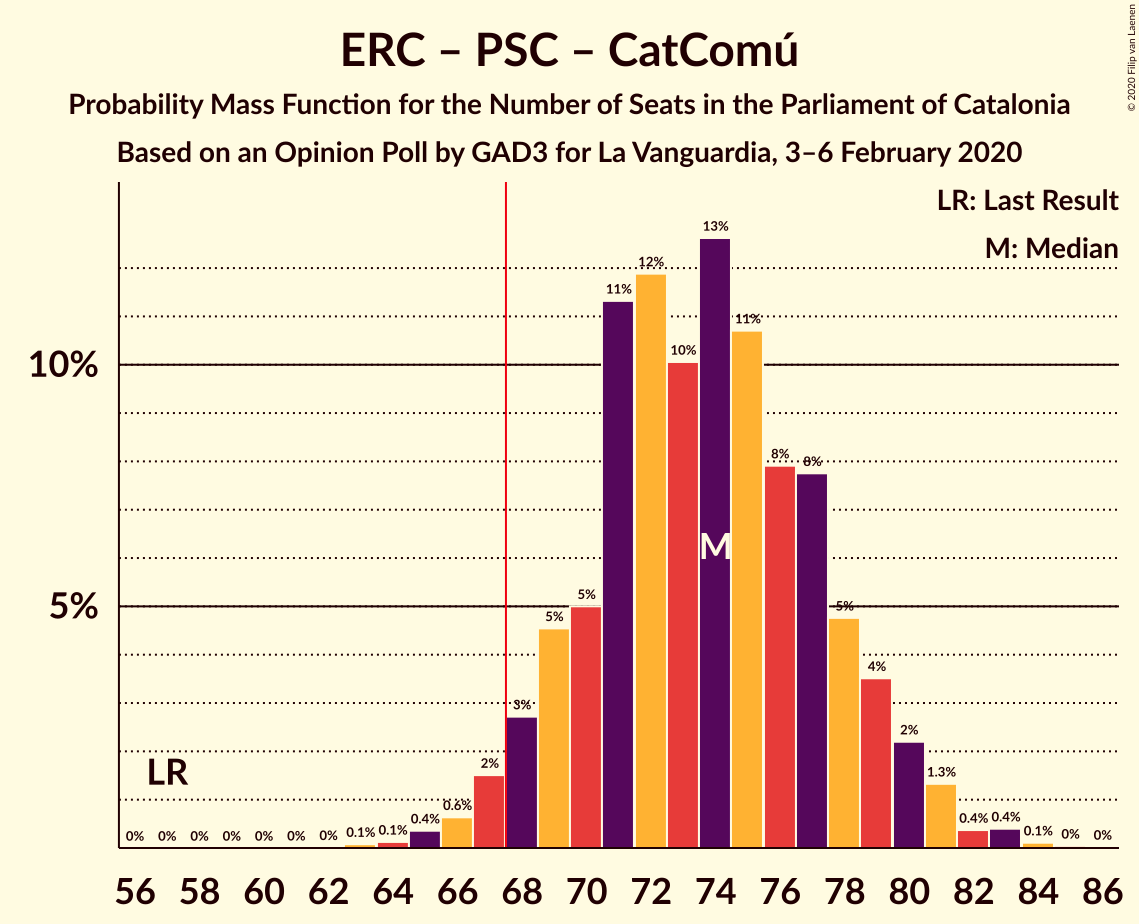 ERC – PSC – CatComú
Probability Mass Function for the Number of Seats in the Parliament of Catalonia
Based on an Opinion Poll by GAD3 for La Vanguardia, 3–6 February 2020
© 2020 Filip van Laenen
LR: Last Result
M: Median
10%
5%
LR
M
0% 0% 0% 0% 0% 0% 0% 0.1% 0.1% 0.4% 0.6% 2% 3% 5% 5% 11% 12% 10% 13% 11% 8% 8% 5% 4% 2% 1.3% 0.4% 0.4% 0.1% 0% 0%
56 58 60 62 64 66 68 70 72 74 76 78 80 82 84 86